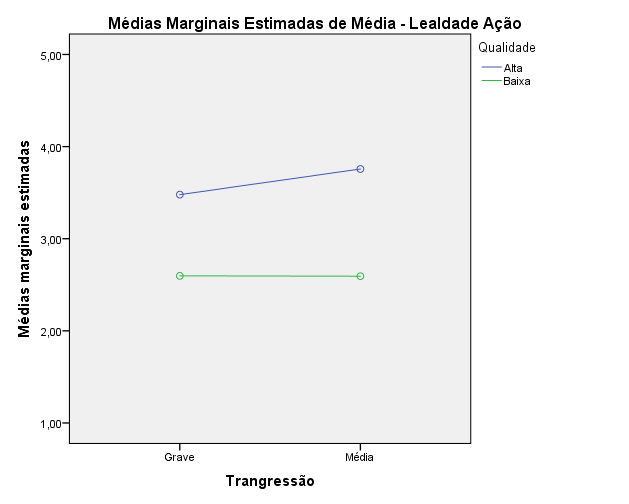 Médias Marginais Estimadas de Média - Lealdade Ação
Qualidade
Alta
Baixa
5,00
4,00
3,00
2,00
1,00
Médias marginais estimadas
Grave
Média
Trangressão